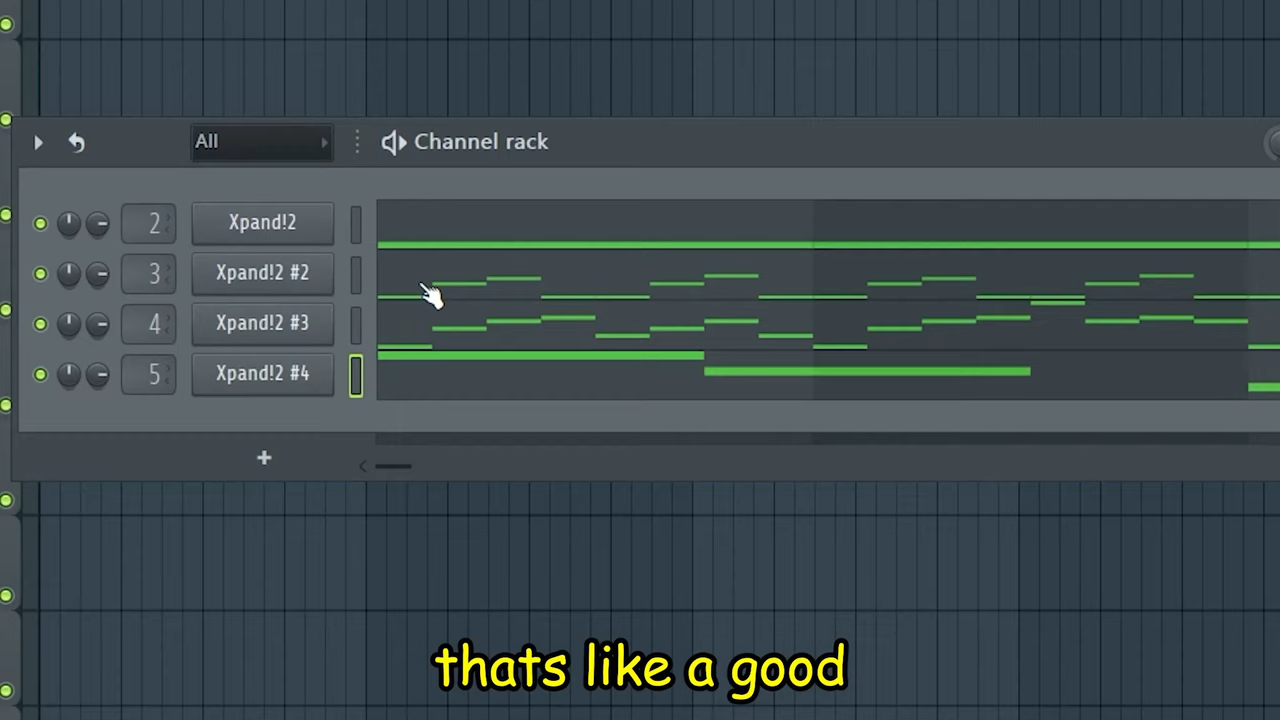 All
Channel rack
2 Xpand!2
3 Xpand!2 #2
4 Xpand!2 #3
5 Xpand!2 #4
+
thats like a good